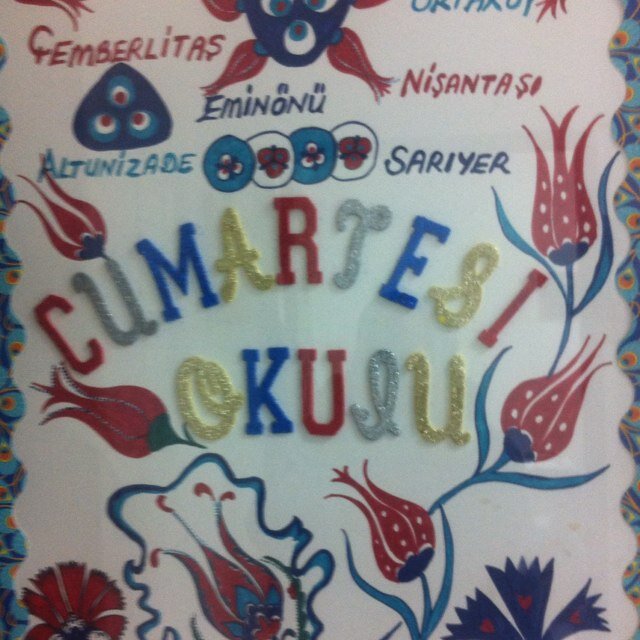 ORTAKÖY
ÇEMBERLİTAŞ
NİŞANTAŞI
EMİNÖNÜ
ALTUNİZADE SARIYER
CUMARTESI
OKULU